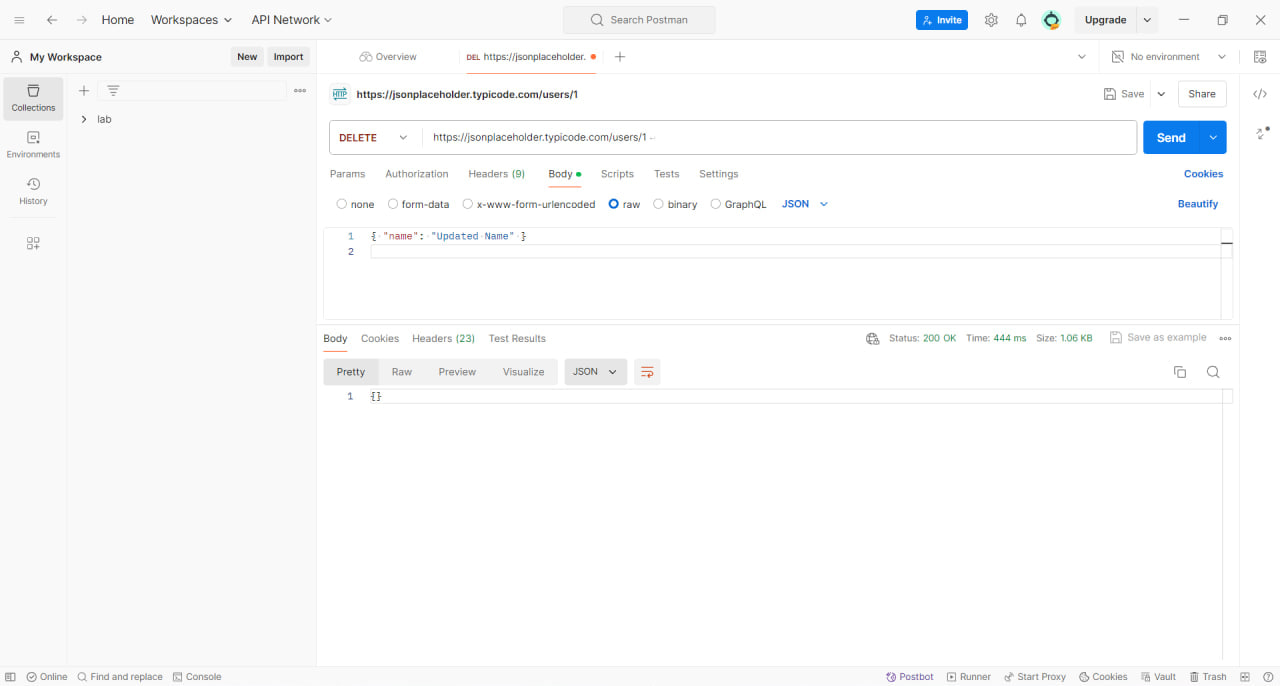 Home Workspaces API Network Search Postman Invite Upgrade
My Workspace New Import Overview DEL https://jsonplaceholder. No environment
Collections
Environments
History
lab
HTTP https://jsonplaceholder.typicode.com/users/1 Save Share
DELETE https://jsonplaceholder.typicode.com/users/1 Send
Params Authorization Headers (9) Body Scripts Tests Settings Cookies
none form-data x-www-form-urlencoded raw binary GraphQL JSON Beautify
1 { "name": "Updated Name" }
2
Body Cookies Headers (23) Test Results Status: 200 OK Time: 444 ms Size: 1.06 KB Save as example
Pretty Raw Preview Visualize JSON
1 {}
Online Find and replace Console Postbot Runner Start Proxy Cookies Vault Trash